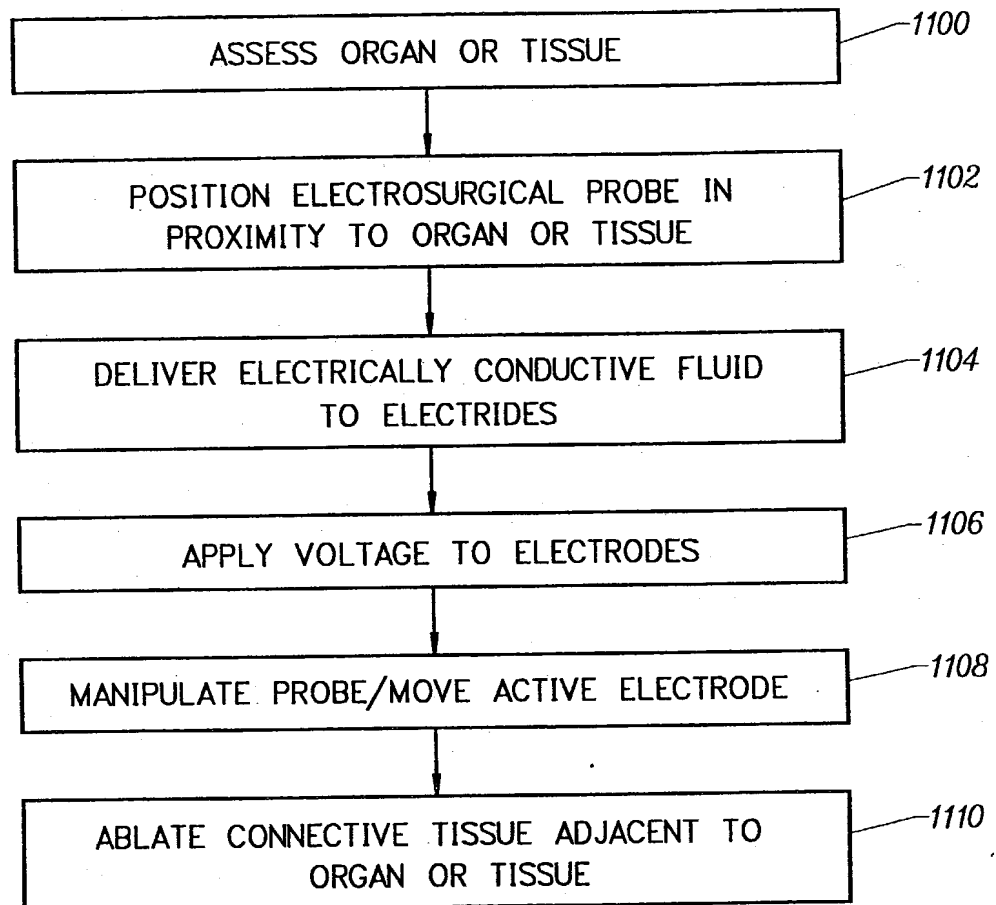 ASSESS ORGAN OR TISSUE
1100
POSITION ELECTROSURGICAL PROBE IN
PROXIMITY TO ORGAN OR TISSUE
1102
DELIVER ELECTRICALLY CONDUCTIVE FLUID
TO ELECTRIDES
1104
APPLY VOLTAGE TO ELECTRODES
1106
MANIPULATE PROBE/MOVE ACTIVE ELECTRODE
1108
ABLATE CONNECTIVE TISSUE ADJACENT TO
ORGAN OR TISSUE
1110